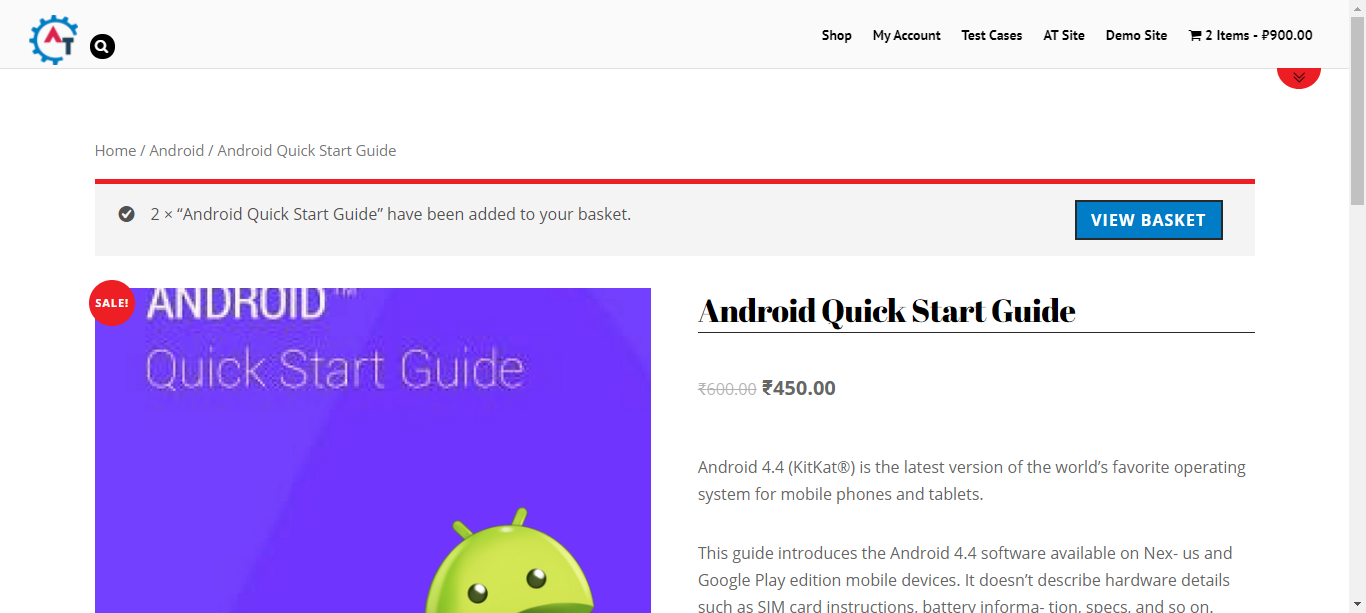 AT
Shop My Account Test Cases AT Site Demo Site 2 Items - ₽900.00
Home / Android / Android Quick Start Guide
2 × “Android Quick Start Guide” have been added to your basket.
VIEW BASKET
SALE!
ANDROID™
Quick Start Guide
Android Quick Start Guide
₹600.00 ₹450.00
Android 4.4 (KitKat®) is the latest version of the world’s favorite operating
system for mobile phones and tablets.
This guide introduces the Android 4.4 software available on Nex- us and
Google Play edition mobile devices. It doesn’t describe hardware details
such as SIM card instructions, battery informa- tion, specs, and so on.